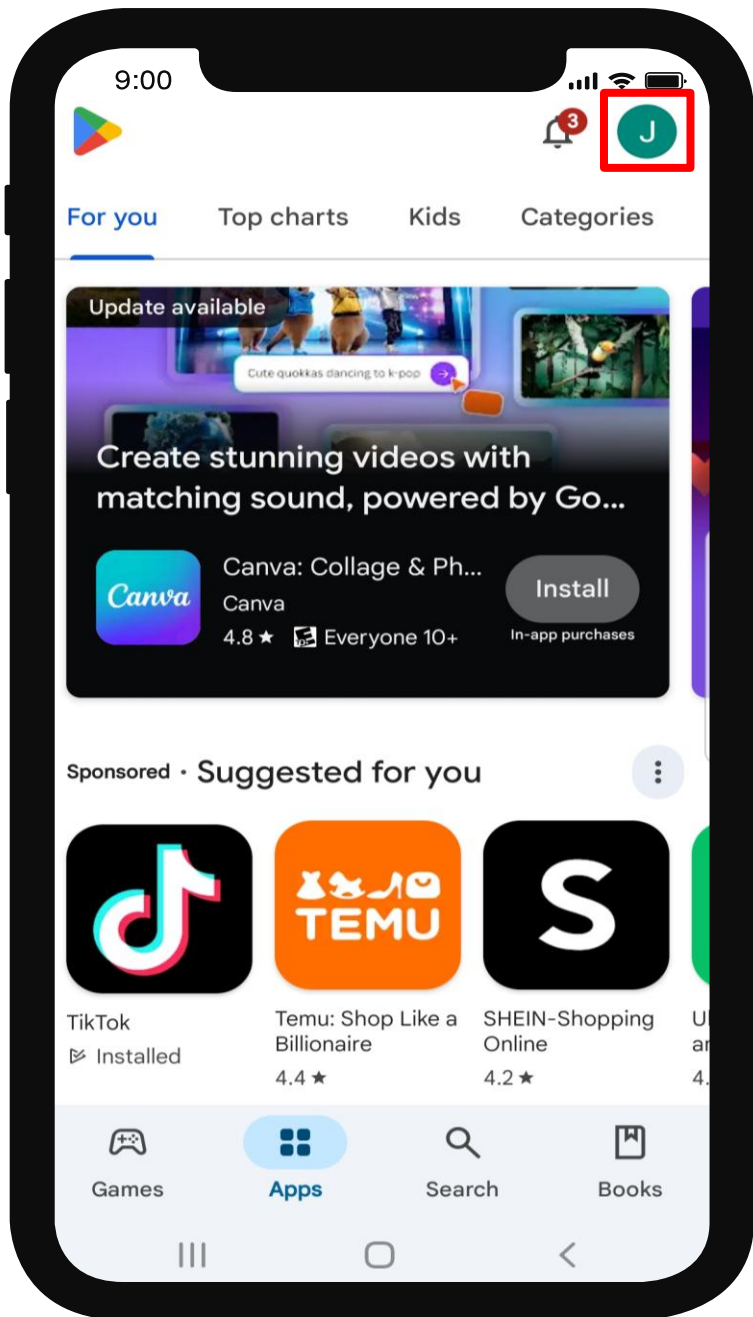 9:00
3
J
For you Top charts Kids Categories
Update available
Cute quokkas dancing to k-pop
Create stunning videos with
matching sound, powered by Go...
Canva
Canva: Collage & Ph...
Canva
4.8 ★ E Everyone 10+
Install
In-app purchases
Sponsored · Suggested for you
TEMU
S
TikTok
Installed
Temu: Shop Like a
Billionaire
4.4 ★
SHEIN-Shopping
Online
4.2 ★
4.
Games Apps Search Books